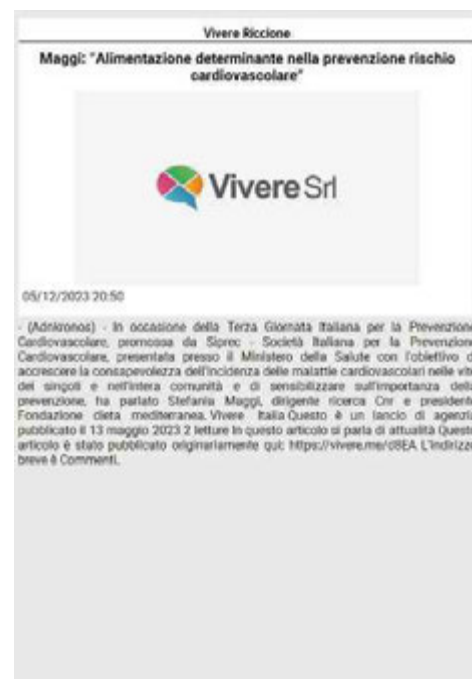 Vivere Riccione
Maggi: "Alimentazione determinante nella prevenzione rischio
cardiovascolare"
Vivere Srl
05/12/2023 20:50
- (Adnkronos) - In occasione della Terza Giornata Italiana per la Prevenzione
Cardiovascolare, promossa da Siprec - Società Italiana per la Prevenzione
Cardiovascolare, presentata presso il Ministero della Salute con l'obiettivo d
accrescere la consapevolezza dell'incidenza delle malattie cardiovascolari nelle vite
dei singoli e nell'intera comunità e di sensibilizzare sull'importanza dell
prevenzione, ha parlato Stefania Maggi, dirigente ricerca Cnr e presidente
Fondazione dieta mediterranea. Vivere Italia Questo è un lancio di agenzia
pubblicato il 13 maggio 2023 2 letture In questo articolo si parla di attualità Questo
articolo è stato pubblicato originariamente qui: https://vivere.me/d8EA L'indirizzo
breve è Commenti.